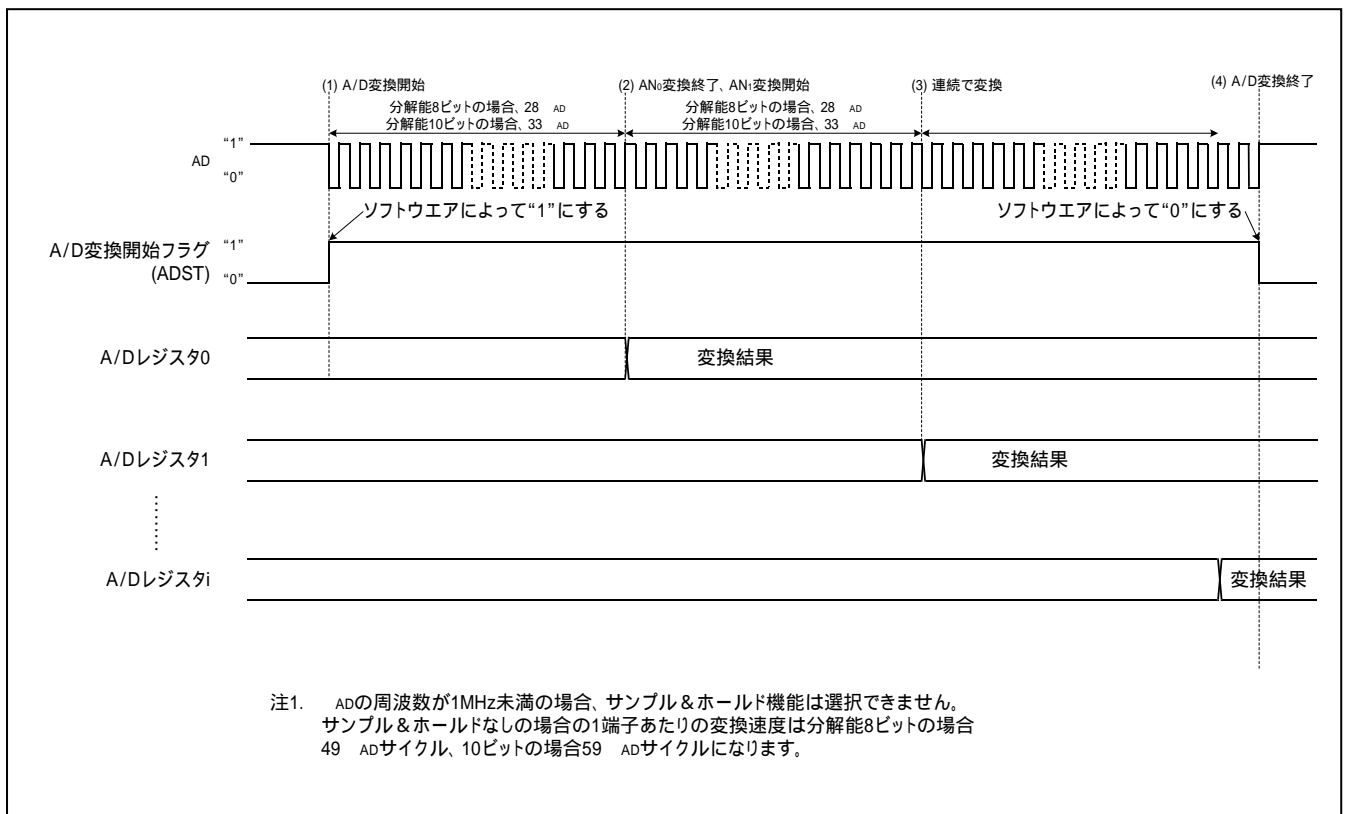 (1) A/D変換開始
(2) AN0変換終了、AN1変換開始
(3) 連続で変換
(4) A/D変換終了
分解能8ビットの場合、28 AD
分解能10ビットの場合、33 AD
分解能8ビットの場合、28 AD
分解能10ビットの場合、33 AD
AD
“1”
“0”
ソフトウエアによって“1”にする
ソフトウエアによって“0”にする
A/D変換開始フラグ
(ADST)
“1”
“0”
A/Dレジスタ0
変換結果
A/Dレジスタ1
変換結果
A/Dレジスタi
変換結果
注1. ADの周波数が1MHz未満の場合、サンプル＆ホールド機能は選択できません。
サンプル＆ホールドなしの場合の1端子あたりの変換速度は分解能8ビットの場合
49 ADサイクル、10ビットの場合59 ADサイクルになります。